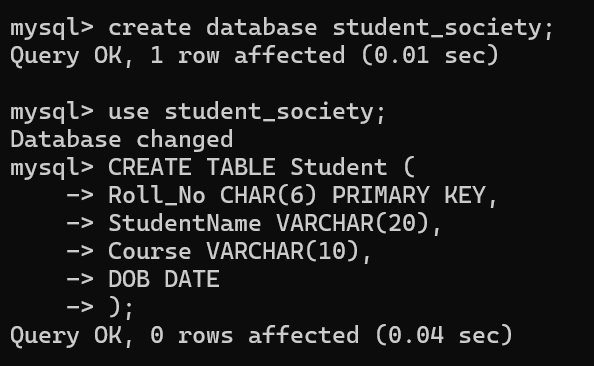 mysql> create database student_society;
Query OK, 1 row affected (0.01 sec)

mysql> use student_society;
Database changed
mysql> CREATE TABLE Student (
    -> Roll_No CHAR(6) PRIMARY KEY,
    -> StudentName VARCHAR(20),
    -> Course VARCHAR(10),
    -> DOB DATE
    -> );
Query OK, 0 rows affected (0.04 sec)